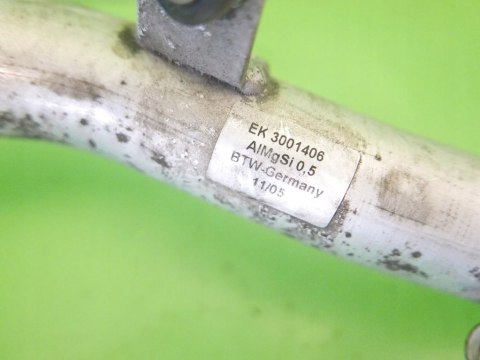 EK 3001406
AlMgSi 0,5
BTW-Germany
11/05